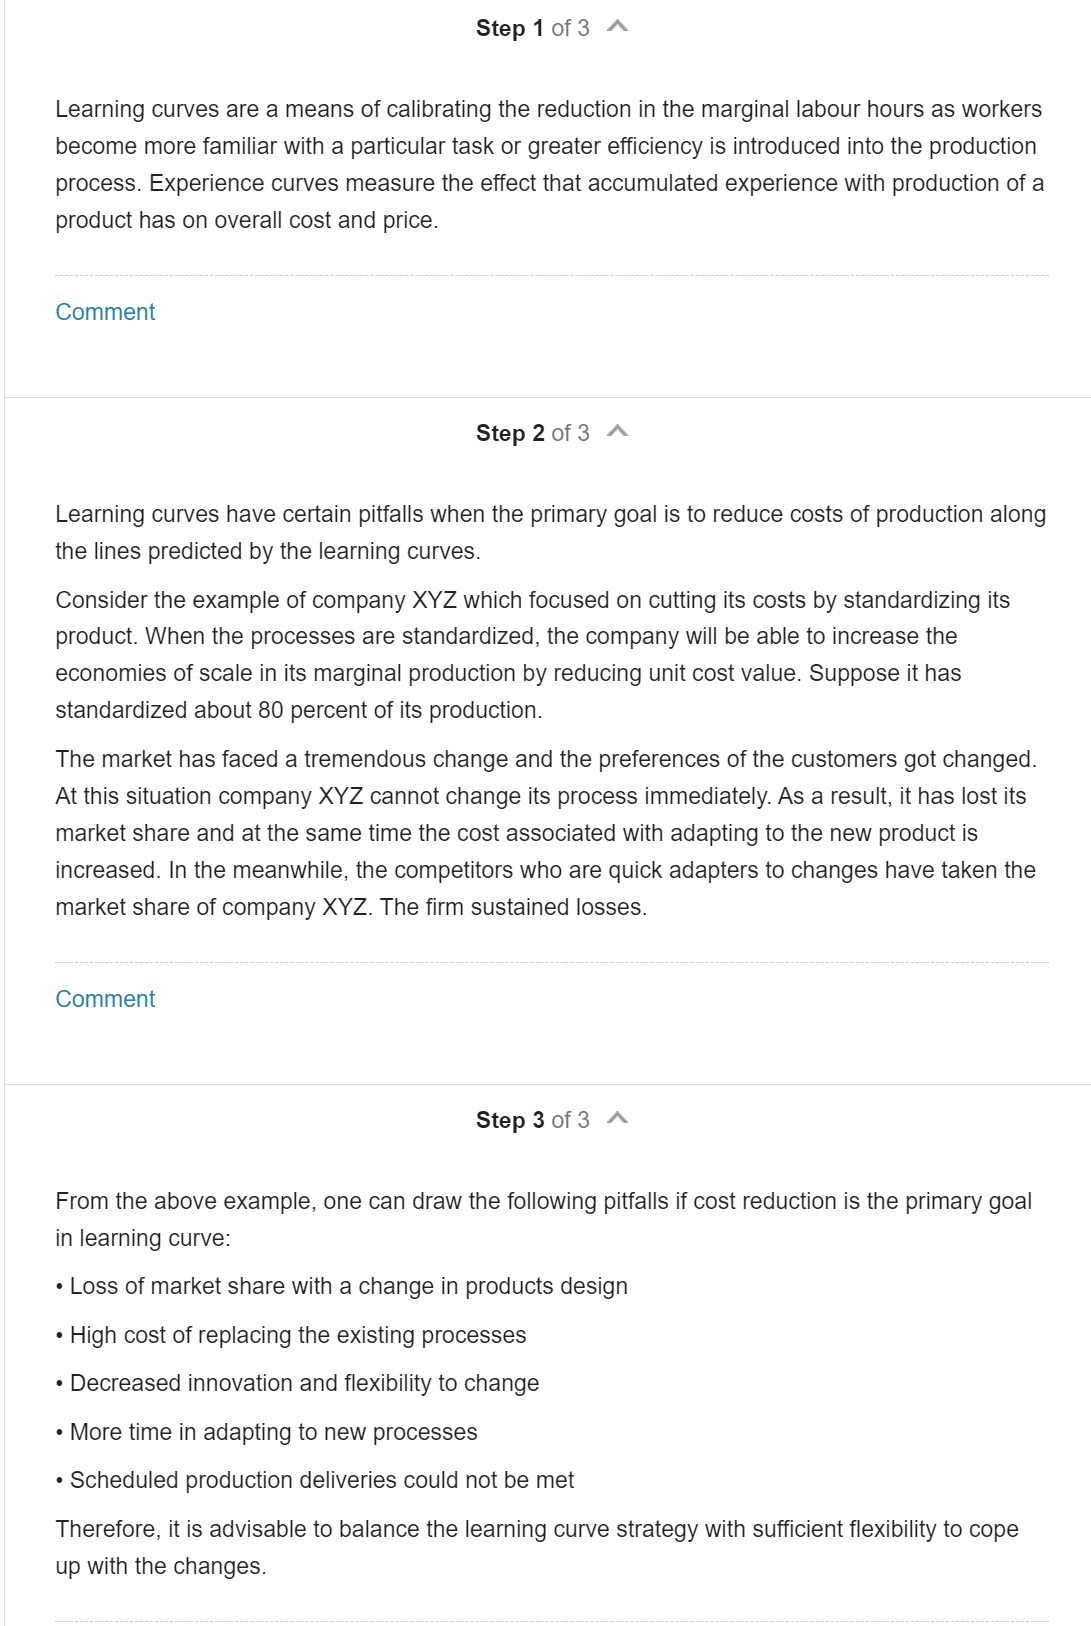 Step 1 of 3
Learning curves are a means of calibrating the reduction in the marginal labour hours as workers
become more familiar with a particular task or greater efficiency is introduced into the production
process. Experience curves measure the effect that accumulated experience with production of a
product has on overall cost and price.
Comment
Step 2 of 3
Learning curves have certain pitfalls when the primary goal is to reduce costs of production along
the lines predicted by the learning curves.
Consider the example of company XYZ which focused on cutting its costs by standardizing its
product. When the processes are standardized, the company will be able to increase the
economies of scale in its marginal production by reducing unit cost value. Suppose it has
standardized about 80 percent of its production.
The market has faced a tremendous change and the preferences of the customers got changed.
At this situation company XYZ cannot change its process immediately. As a result, it has lost its
market share and at the same time the cost associated with adapting to the new product is
increased. In the meanwhile, the competitors who are quick adapters to changes have taken the
market share of company XYZ. The firm sustained losses.
Comment
Step 3 of 3
From the above example, one can draw the following pitfalls if cost reduction is the primary goal
in learning curve:
• Loss of market share with a change in products design
• High cost of replacing the existing processes
• Decreased innovation and flexibility to change
• More time in adapting to new processes
• Scheduled production deliveries could not be met
Therefore, it is advisable to balance the learning curve strategy with sufficient flexibility to cope
up with the changes.